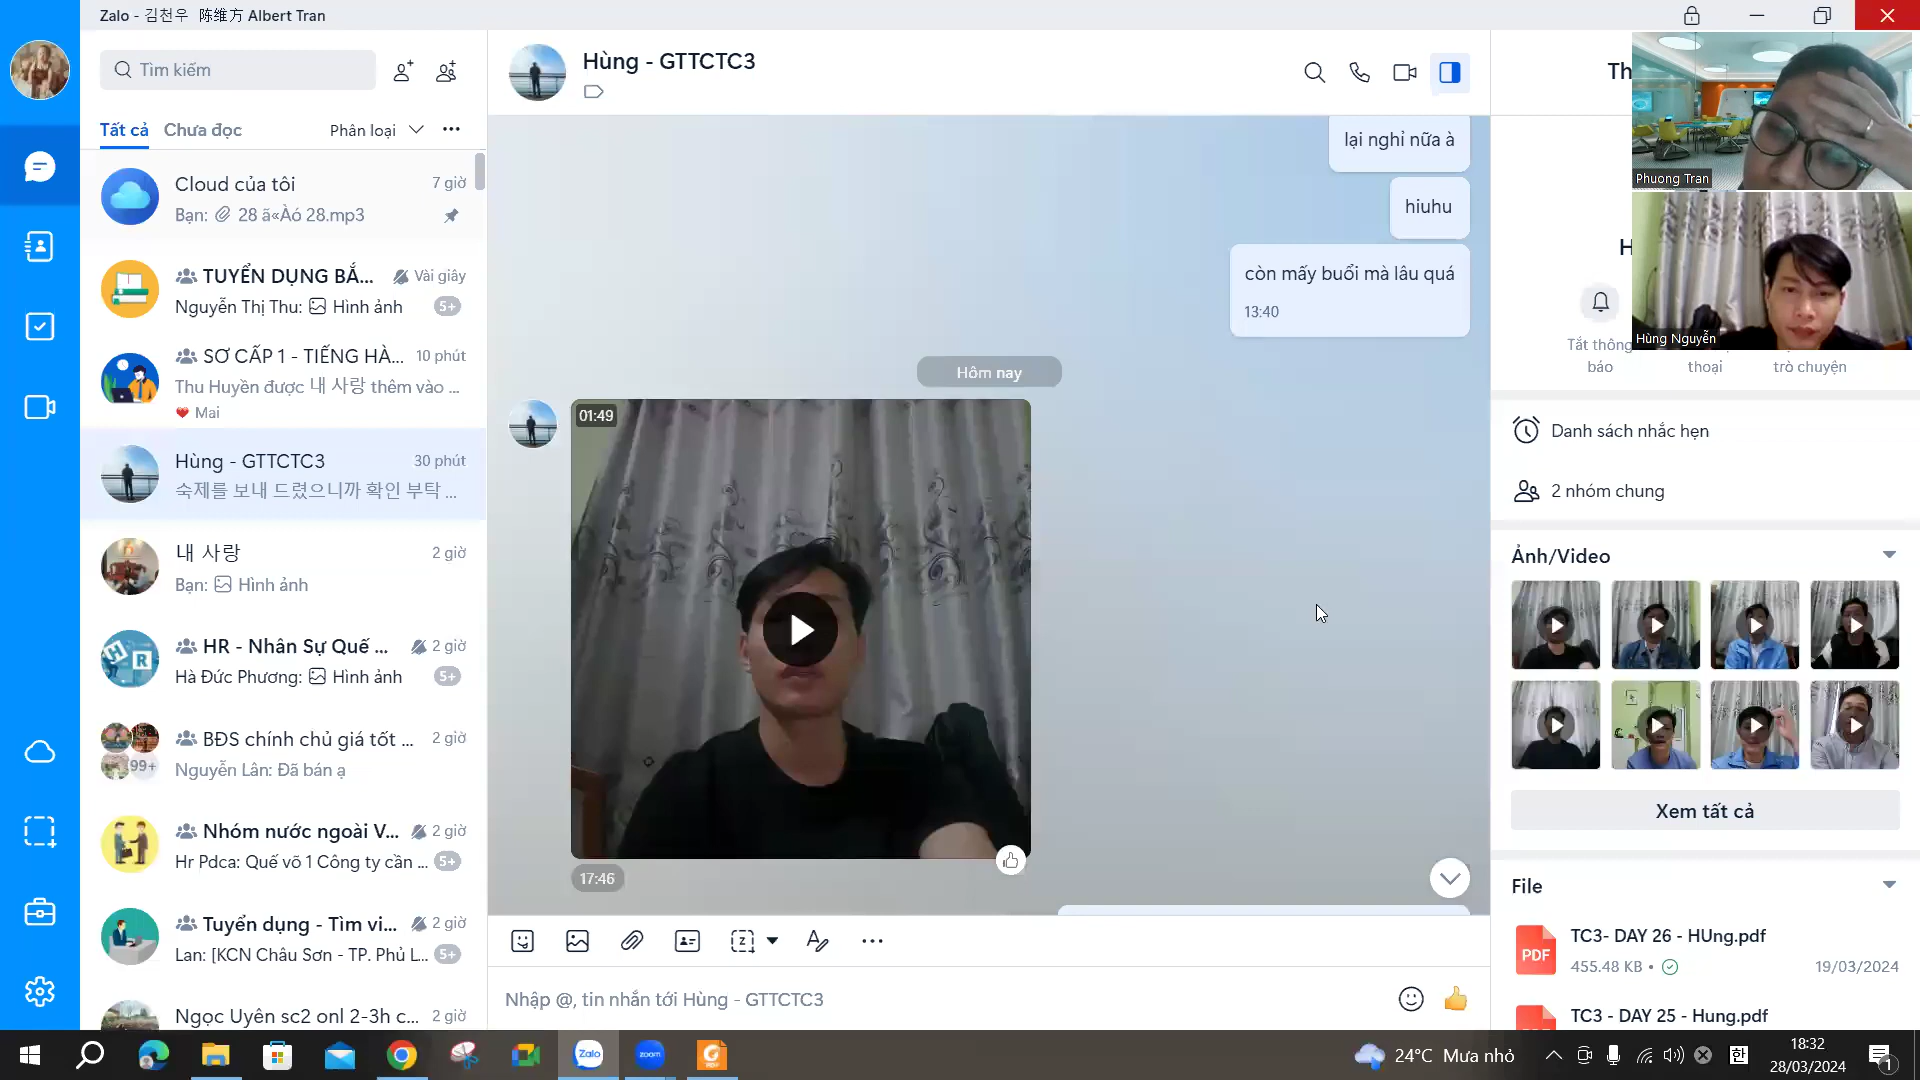 Zalo - 김천우 陈维方 Albert Tran
Tìm kiếm
Tất cả Chưa đọc Phân loại
Cloud của tôi 7 giờ
Bạn: 28 ã«Àó 28.mp3
TUYỂN DỤNG BẮ... Vài giây
Nguyễn Thị Thu: Hình ảnh 5+
SƠ CẤP 1 - TIẾNG HÀ... 10 phút
Thu Huyền được 내 사랑 thêm vào ...
Mai
Hùng - GTTCTC3 30 phút
숙제를 보내 드렸으니까 확인 부탁 ...
내 사랑 2 giờ
Bạn: Hình ảnh
HR - Nhân Sự Quế ... 2 giờ
Hà Đức Phương: Hình ảnh 5+
BĐS chính chủ giá tốt ... 2 giờ
99+ Nguyễn Lân: Đã bán ạ
Nhóm nước ngoài V... 2 giờ
Hr Pdca: Quế võ 1 Công ty cần ... 5+
Tuyển dụng - Tìm vi... 2 giờ
Lan: [KCN Châu Sơn - TP. Phủ L... 5+
Ngọc Uyên sc2 onl 2-3h c... 2 giờ
Hùng - GTTCTC3
lại nghỉ nữa à
hiuhu
còn mấy buổi mà lâu quá
13:40
Hôm nay
01:49
17:46
Nhập @, tin nhắn tới Hùng - GTTCTC3
Th
Phuong Tran
H
Hùng Nguyễn
Tắt thông
báo
thoại
trò chuyện
Danh sách nhắc hẹn
2 nhóm chung
Ảnh/Video
Xem tất cả
File
PDF
TC3- DAY 26 - HUng.pdf
455.48 KB • 19/03/2024
TC3 - DAY 25 - Hung.pdf
Zalo
zoom
24°C Mưa nhỏ
한
18:32
28/03/2024
1